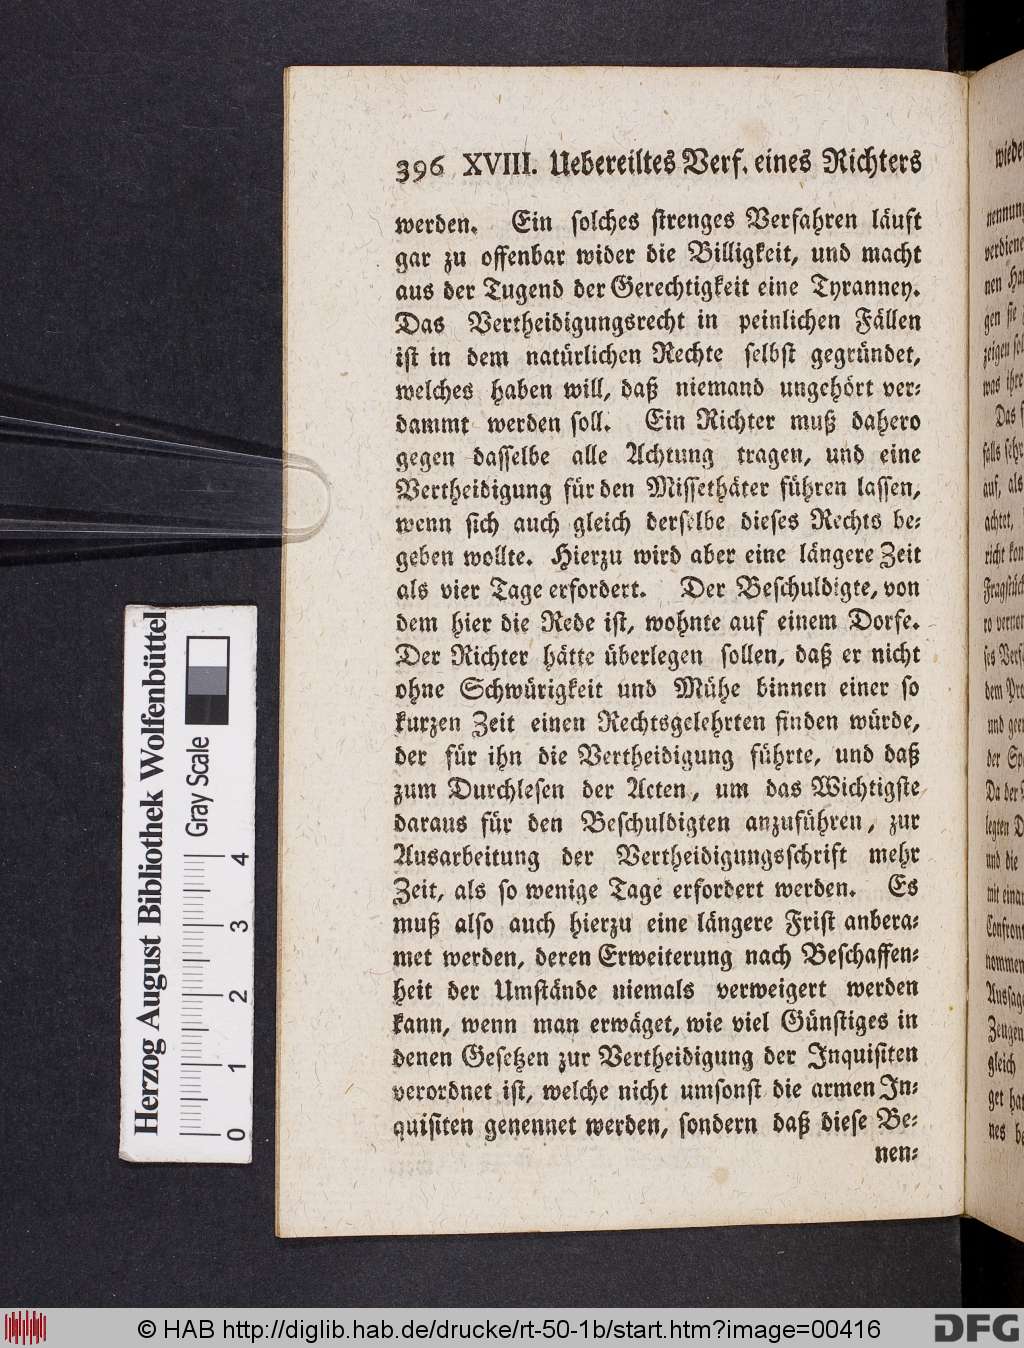 396 XVIII. Uebereiltes Verf. eines Richters
werden. Ein solches strenges Verfahren läuft
gar zu offenbar wider die Billigkeit, und macht
aus der Tugend der Gerechtigkeit eine Tyranney.
Das Vertheidigungsrecht in peinlichen Fällen
ist in dem natürlichen Rechte selbst gegründet,
welches haben will, daß niemand ungehört ver-
dammt werden soll. Ein Richter muß dahero
gegen dasselbe alle Achtung tragen, und eine
Vertheidigung für den Missethäter führen lassen,
wenn sich auch gleich derselbe dieses Rechts be-
geben wollte. Hierzu wird aber eine längere Zeit
als vier Tage erfordert. Der Beschuldigte, von
dem hier die Rede ist, wohnte auf einem Dorfe.
Der Richter hätte überlegen sollen, daß er nicht
ohne Schwürigkeit und Mühe binnen einer so
kurzen Zeit einen Rechtsgelehrten finden würde,
der für ihn die Vertheidigung führte, und daß
zum Durchlesen der Acten, um das Wichtigste
daraus für den Beschuldigten anzuführen, zur
Ausarbeitung der Vertheidigungsschrift mehr
Zeit, als so wenige Tage erfordert werden. Es
muß also auch hierzu eine längere Frist anbera-
met werden, deren Erweiterung nach Beschaffen-
heit der Umstände niemals verweigert werden
kann, wenn man erwäget, wie viel Günstiges in
denen Gesetzen zur Vertheidigung der Inquisiten
verordnet ist, welche nicht umsonst die armen In-
quisiten genennet werden, sondern daß diese Be-
nen-
Herzog August Bibliothek Wolfenbüttel
Gray Scale
0 1 2 3 4
© HAB http://diglib.hab.de/drucke/rt-50-1b/start.htm?image=00416
DFG